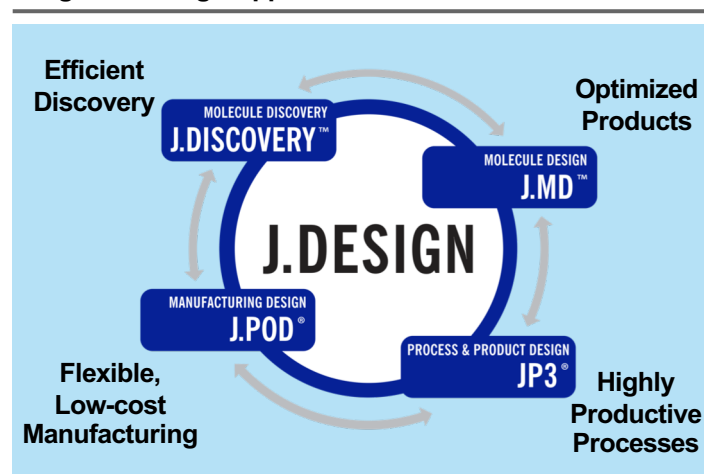 Efficient
Discovery
MOLECULE DISCOVERY
J.DISCOVERY™
Optimized
Products
MOLECULE DESIGN
J.MD™
J.DESIGN
MANUFACTURING DESIGN
J.POD®
PROCESS & PRODUCT DESIGN
JP3®
Flexible,
Low-cost
Manufacturing
Highly
Productive
Processes